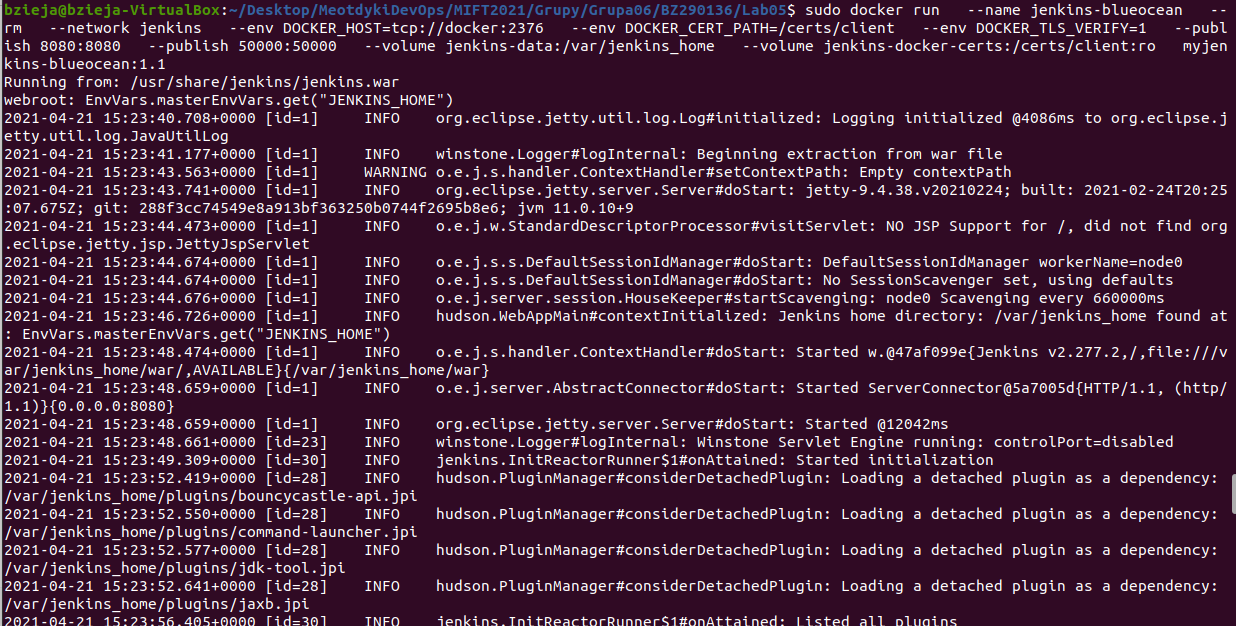 bzieja@bzieja-VirtualBox:~/Desktop/MeotdykiDevOps/MIFT2021/Grupy/Grupa06/BZ290136/Lab05$ sudo docker run   --name jenkins-blueocean   --
rm   --network jenkins   --env DOCKER_HOST=tcp://docker:2376   --env DOCKER_CERT_PATH=/certs/client   --env DOCKER_TLS_VERIFY=1   --publ
ish 8080:8080   --publish 50000:50000   --volume jenkins-data:/var/jenkins_home   --volume jenkins-docker-certs:/certs/client:ro   myjen
kins-blueocean:1.1
Running from: /usr/share/jenkins/jenkins.war
webroot: EnvVars.masterEnvVars.get("JENKINS_HOME")
2021-04-21 15:23:40.708+0000 [id=1]     INFO    org.eclipse.jetty.util.log.Log#initialized: Logging initialized @4086ms to org.eclipse.j
etty.util.log.JavaUtilLog
2021-04-21 15:23:41.177+0000 [id=1]     INFO    winstone.Logger#logInternal: Beginning extraction from war file
2021-04-21 15:23:43.563+0000 [id=1]     WARNING o.e.j.s.handler.ContextHandler#setContextPath: Empty contextPath
2021-04-21 15:23:43.741+0000 [id=1]     INFO    org.eclipse.jetty.server.Server#doStart: jetty-9.4.38.v20210224; built: 2021-02-24T20:25
:07.675Z; git: 288f3cc74549e8a913bf363250b0744f2695b8e6; jvm 11.0.10+9
2021-04-21 15:23:44.473+0000 [id=1]     INFO    o.e.j.w.StandardDescriptorProcessor#visitServlet: NO JSP Support for /, did not find org
.eclipse.jetty.jsp.JettyJspServlet
2021-04-21 15:23:44.674+0000 [id=1]     INFO    o.e.j.s.s.DefaultSessionIdManager#doStart: DefaultSessionIdManager workerName=node0
2021-04-21 15:23:44.674+0000 [id=1]     INFO    o.e.j.s.s.DefaultSessionIdManager#doStart: No SessionScavenger set, using defaults
2021-04-21 15:23:44.676+0000 [id=1]     INFO    o.e.j.server.session.HouseKeeper#startScavenging: node0 Scavenging every 660000ms
2021-04-21 15:23:46.726+0000 [id=1]     INFO    hudson.WebAppMain#contextInitialized: Jenkins home directory: /var/jenkins_home found at
: EnvVars.masterEnvVars.get("JENKINS_HOME")
2021-04-21 15:23:48.474+0000 [id=1]     INFO    o.e.j.s.handler.ContextHandler#doStart: Started w.@47af099e{Jenkins v2.277.2,/,file:///v
ar/jenkins_home/war/,AVAILABLE}{/var/jenkins_home/war}
2021-04-21 15:23:48.659+0000 [id=1]     INFO    o.e.j.server.AbstractConnector#doStart: Started ServerConnector@5a7005d{HTTP/1.1, (http/
1.1)}{0.0.0.0:8080}
2021-04-21 15:23:48.659+0000 [id=1]     INFO    org.eclipse.jetty.server.Server#doStart: Started @12042ms
2021-04-21 15:23:48.661+0000 [id=23]    INFO    winstone.Logger#logInternal: Winstone Servlet Engine running: controlPort=disabled
2021-04-21 15:23:49.309+0000 [id=30]    INFO    jenkins.InitReactorRunner$1#onAttained: Started initialization
2021-04-21 15:23:52.419+0000 [id=28]    INFO    hudson.PluginManager#considerDetachedPlugin: Loading a detached plugin as a dependency: 
/var/jenkins_home/plugins/bouncycastle-api.jpi
2021-04-21 15:23:52.550+0000 [id=28]    INFO    hudson.PluginManager#considerDetachedPlugin: Loading a detached plugin as a dependency: 
/var/jenkins_home/plugins/command-launcher.jpi
2021-04-21 15:23:52.577+0000 [id=28]    INFO    hudson.PluginManager#considerDetachedPlugin: Loading a detached plugin as a dependency: 
/var/jenkins_home/plugins/jdk-tool.jpi
2021-04-21 15:23:52.641+0000 [id=28]    INFO    hudson.PluginManager#considerDetachedPlugin: Loading a detached plugin as a dependency: 
/var/jenkins_home/plugins/jaxb.jpi
2021-04-21 15:23:56.405+0000 [id=30]    INFO    jenkins.InitReactorRunner$1#onAttained: Listed all plugins